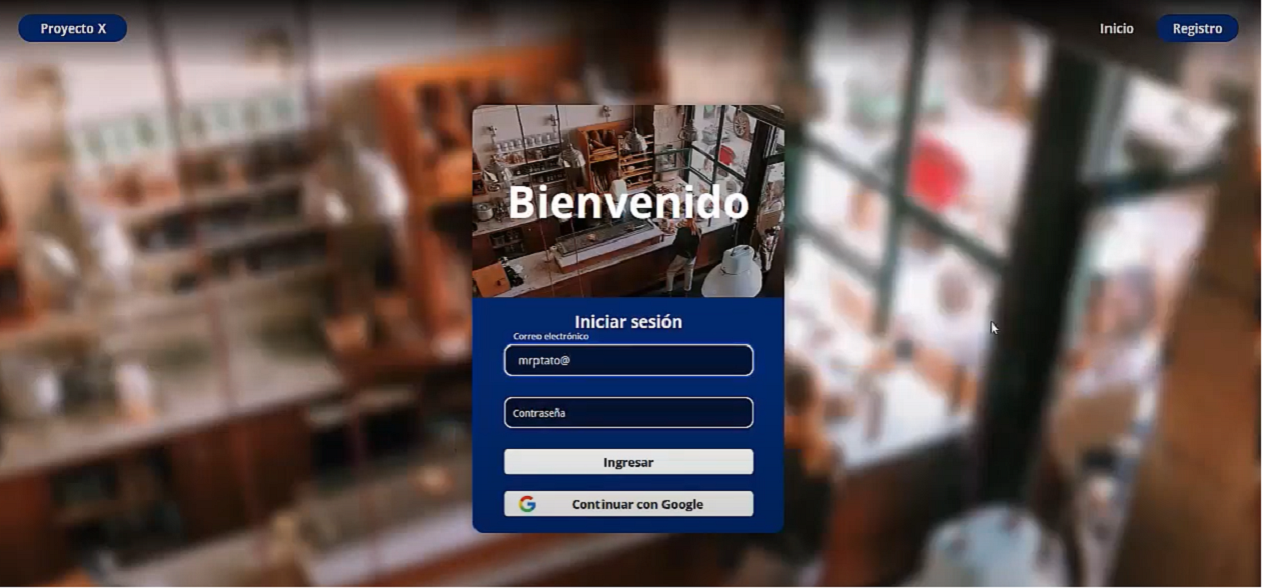 Proyecto X
Inicio
Registro
Bienvenido
Iniciar sesión
Correo electrónico
mrptato@
Contraseña
Ingresar
Continuar con Google